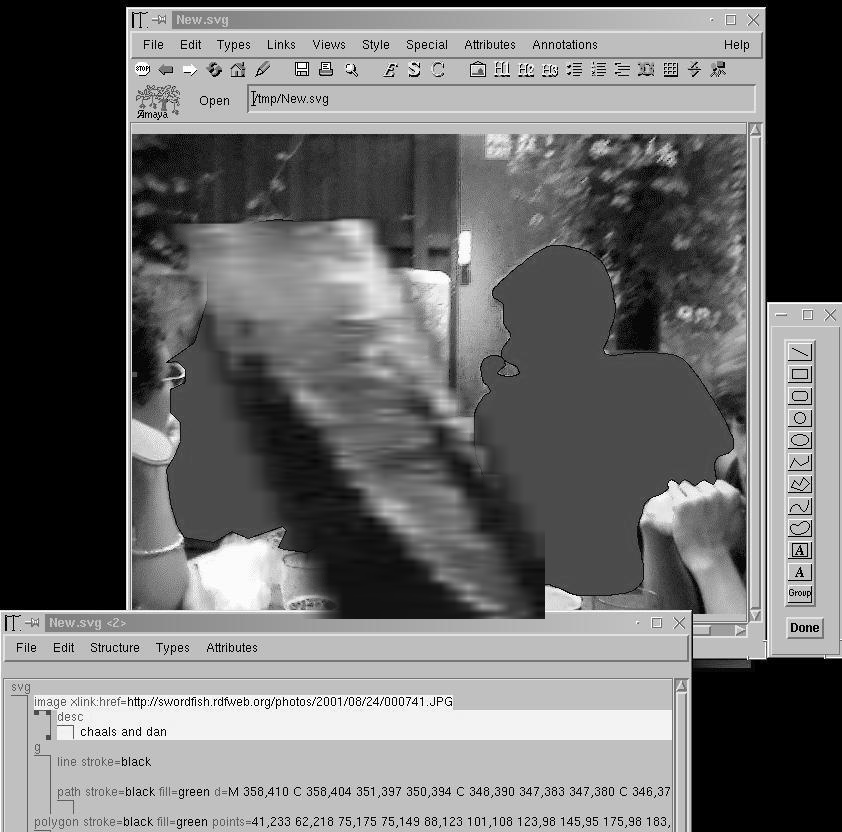 New.svg
File Edit Types Links Views Style Special Attributes Annotations Help
STOP E S C H1 H2 H3
Amaya Open /tmp/New.svg
A
A
Group
Done
New.svg <2>
File Edit Structure Types Attributes
svg
image xlink:href=http://swordfish.rdfweb.org/photos/2001/08/24/000741.JPG
desc
chaals and dan
g
line stroke=black
path stroke=black fill=green d=M 358,410 C 358,404 351,397 350,394 C 348,390 347,383 347,380 C 346,37
polygon stroke=black fill=green points=41,233 62,218 75,175 75,149 88,123 101,108 123,98 145,95 175,98 183,